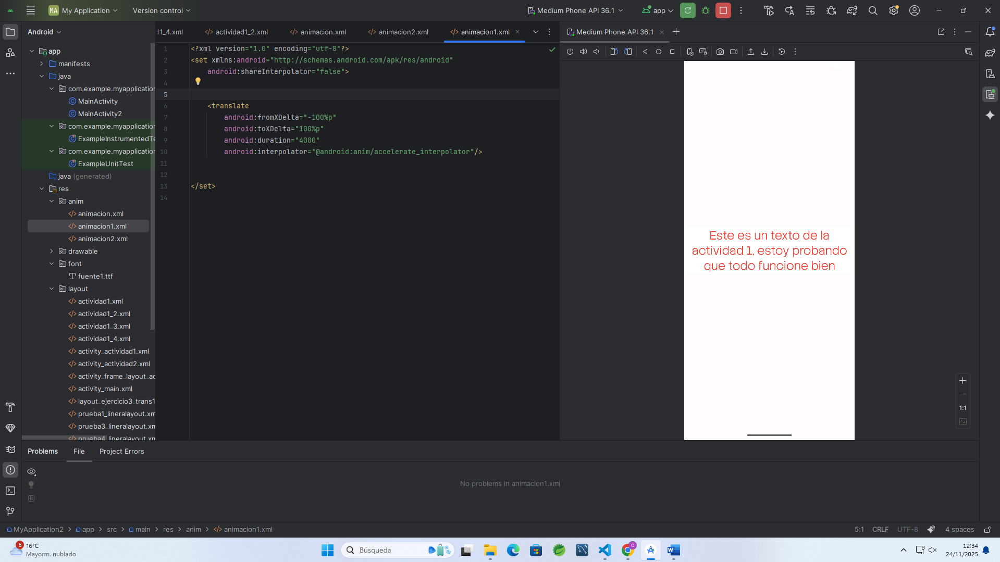 MA My Application
Version control
Medium Phone API 36.1
app
Android
d1_4.xml
actividad1_2.xml
animacion.xml
animacion2.xml
animacion1.xml
Medium Phone API 36.1
app
manifests
java
com.example.myapplication
MainActivity
MainActivity2
com.example.myapplication
ExampleInstrumentedTe
com.example.myapplication
ExampleUnitTest
java (generated)
res
anim
animacion.xml
animacion1.xml
animacion2.xml
drawable
font
fuente1.ttf
layout
actividad1.xml
actividad1_2.xml
actividad1_3.xml
actividad1_4.xml
activity_actividad1.xml
activity_actividad2.xml
activity_frame_layout_ac
activity_main.xml
layout_ejercicio3_trans1
prueba1_lineralayout.xm
prueba3_lineralayout.xm
prueba4_lineralayout.xm
1 <?xml version="1.0" encoding="utf-8"?>
2 <set xmlns:android="http://schemas.android.com/apk/res/android"
3 android:shareInterpolator="false">
4
5
6 <translate
7 android:fromXDelta="-100%p"
8 android:toXDelta="100%p"
9 android:duration="4000"
10 android:interpolator="@android:anim/accelerate_interpolator"/>
11
12
13 </set>
14
Este es un texto de la
actividad 1, estoy probando
que todo funcione bien
1:1
Problems
File
Project Errors
No problems in animacion1.xml
MyApplication2 > app > src > main > res > anim > animacion1.xml
5:1
CRLF
UTF-8
4 spaces
6
16°C
Mayorm. nublado
Búsqueda
C
12:34
24/11/2025